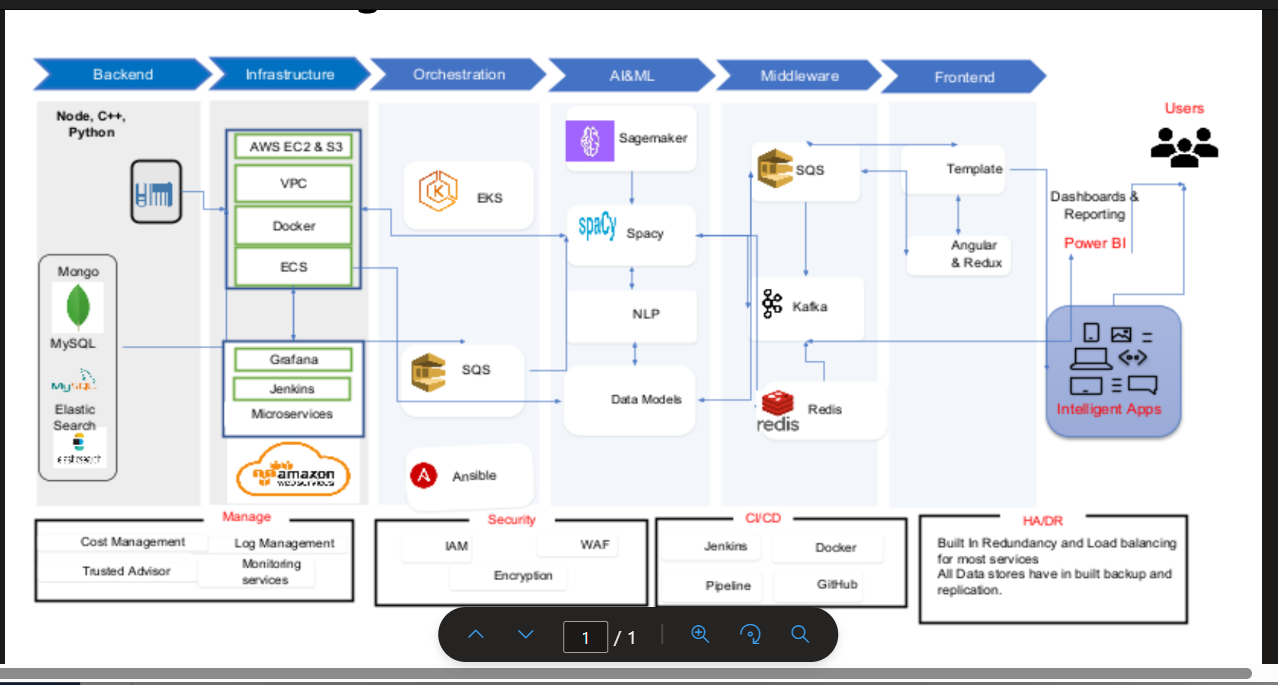 Backend
Infrastructure
Orchestration
AI&ML
Middleware
Frontend
Node, C++,
Python
Mongo
MySQL
MySQL
Elastic
Search
AWS EC2 & S3
VPC
Docker
ECS
Grafana
Jenkins
Microservices
amazon
web services
EKS
SQS
Ansible
Sagemaker
spaCy
Spacy
NLP
Data Models
SQS
Kafka
redis
Redis
Template
Angular
& Redux
Users
Dashboards &
Reporting
Power BI
Intelligent Apps
Manage
Cost Management
Log Management
Trusted Advisor
Monitoring
services
Security
IAM
WAF
Encryption
CI/CD
Jenkins
Docker
Pipeline
GitHub
HA/DR
Built In Redundancy and Load balancing
for most services
All Data stores have in built backup and
replication.
1 / 1